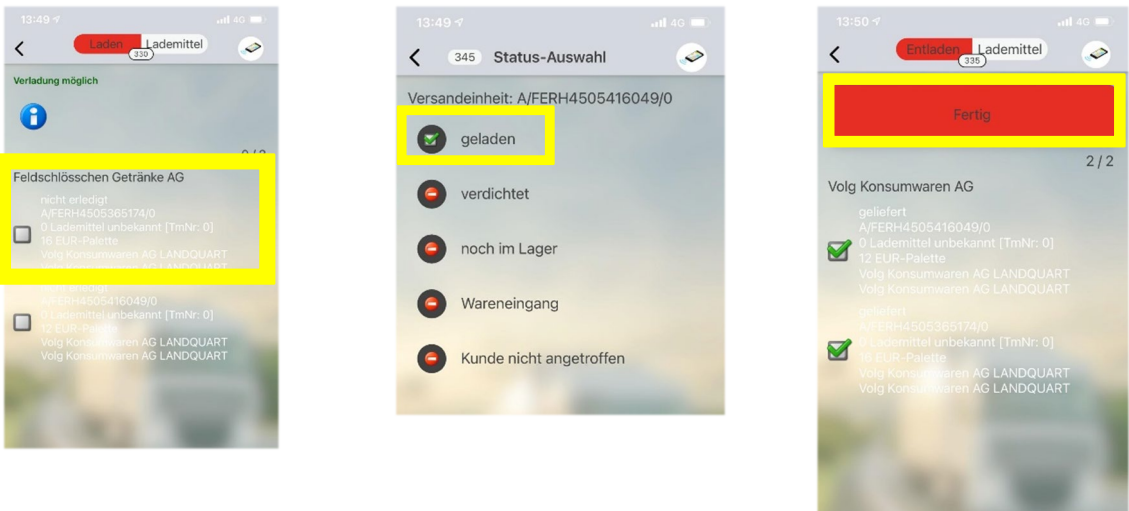 13:49
4G
Laden
Lademittel
330
Verladung möglich
0 / 2
Feldschlösschen Getränke AG
nicht erledigt
A/FERH4505365174/0
0 Lademittel unbekannt [TmNr: 0]
16 EUR-Palette
Volg Konsumwaren AG LANDQUART
Volg Konsumwaren AG LANDQUART
nicht erledigt
A/FERH4505416049/0
0 Lademittel unbekannt [TmNr: 0]
12 EUR-Palette
Volg Konsumwaren AG LANDQUART
Volg Konsumwaren AG LANDQUART
13:49
4G
345 Status-Auswahl
Versandeinheit: A/FERH4505416049/0
geladen
verdichtet
noch im Lager
Wareneingang
Kunde nicht angetroffen
13:50
4G
Entladen
Lademittel
335
Fertig
2 / 2
Volg Konsumwaren AG
geliefert
A/FERH4505416049/0
0 Lademittel unbekannt [TmNr: 0]
12 EUR-Palette
Volg Konsumwaren AG LANDQUART
Volg Konsumwaren AG LANDQUART
geliefert
A/FERH4505365174/0
0 Lademittel unbekannt [TmNr: 0]
16 EUR-Palette
Volg Konsumwaren AG LANDQUART
Volg Konsumwaren AG LANDQUART